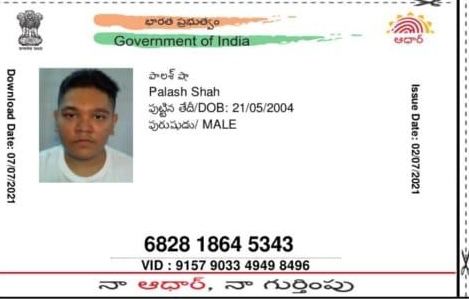 భారత ప్రభుత్వం
Government of India
ఆధార్
Download Date: 07/07/2021
పాలశ్ షా
Palash Shah
పుట్టిన తేదీ/DOB: 21/05/2004
పురుషుడు/ MALE
Issue Date: 02/07/2021
6828 1864 5343
VID : 9157 9033 4949 8496
నా ఆధార్, నా గుర్తింపు